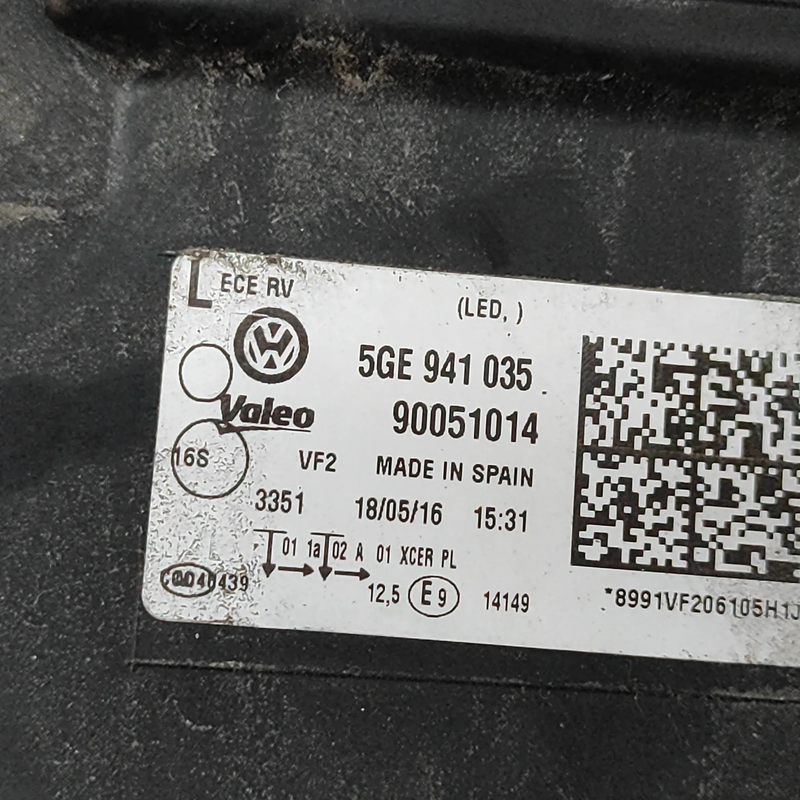 L ECE RV
(LED, )
5GE 941 035 .
Valeo
90051014
16S
VF2 MADE IN SPAIN
3351 18/05/16 15:31
01 1a 02 A 01 XCER PL
12,5 E9 14149
*8991VF206105H1J